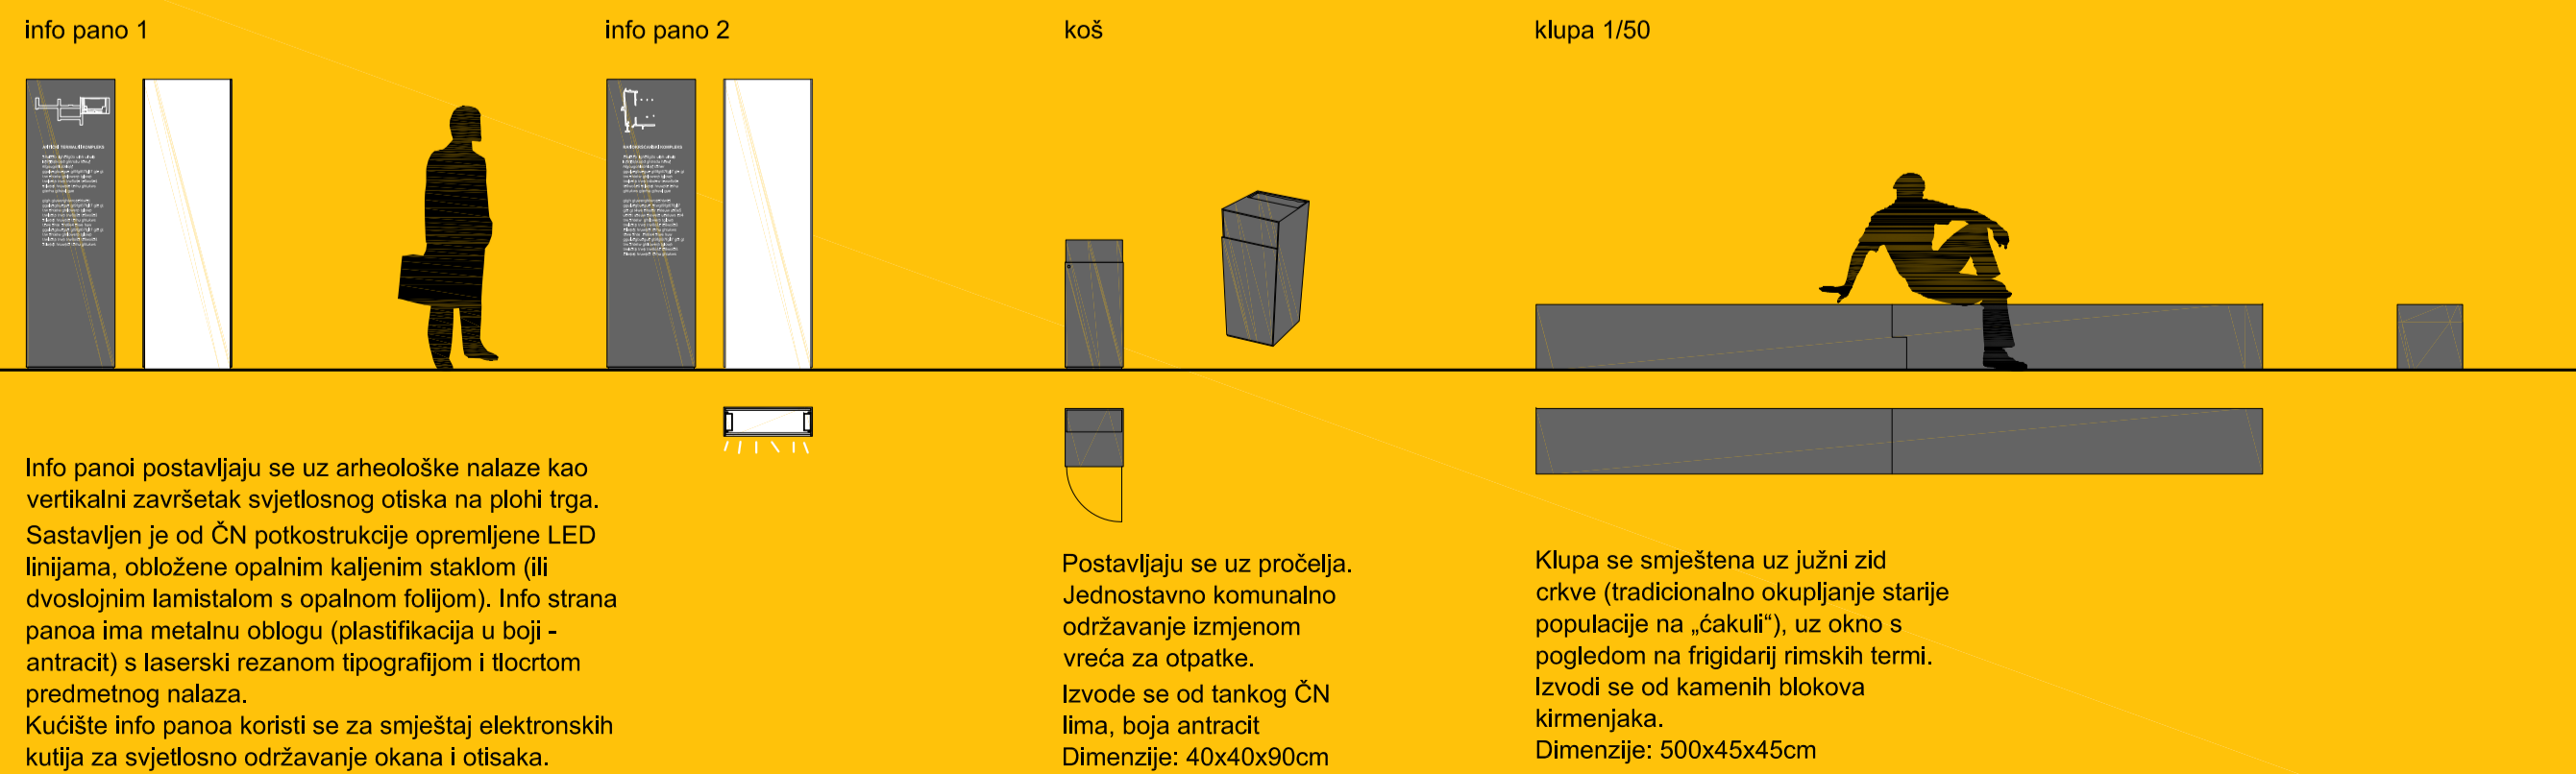 info pano 1
info pano 2
koš
klupa 1/50
ANTIČKI TERMALNI KOMPLEKS
RANOKRŠĆANSKI KOMPLEKS
Info panoi postavljaju se uz arheološke nalaze kao
vertikalni završetak svjetlosnog otiska na plohi trga.
Sastavljen je od ČN potkostrukcije opremljene LED
linijama, obložene opalnim kaljenim staklom (ili
dvoslojnim lamistalom s opalnom folijom). Info strana
panoa ima metalnu oblogu (plastifikacija u boji -
antracit) s laserski rezanom tipografijom i tlocrtom
predmetnog nalaza.
Kućište info panoa koristi se za smještaj elektronskih
kutija za svjetlosno održavanje okana i otisaka.
Postavljaju se uz pročelja.
Jednostavno komunalno
održavanje izmjenom
vreća za otpatke.
Izvode se od tankog ČN
lima, boja antracit
Dimenzije: 40x40x90cm
Klupa se smještena uz južni zid
crkve (tradicionalno okupljanje starije
populacije na „ćakuli“), uz okno s
pogledom na frigidarij rimskih termi.
Izvodi se od kamenih blokova
kirmenjaka.
Dimenzije: 500x45x45cm